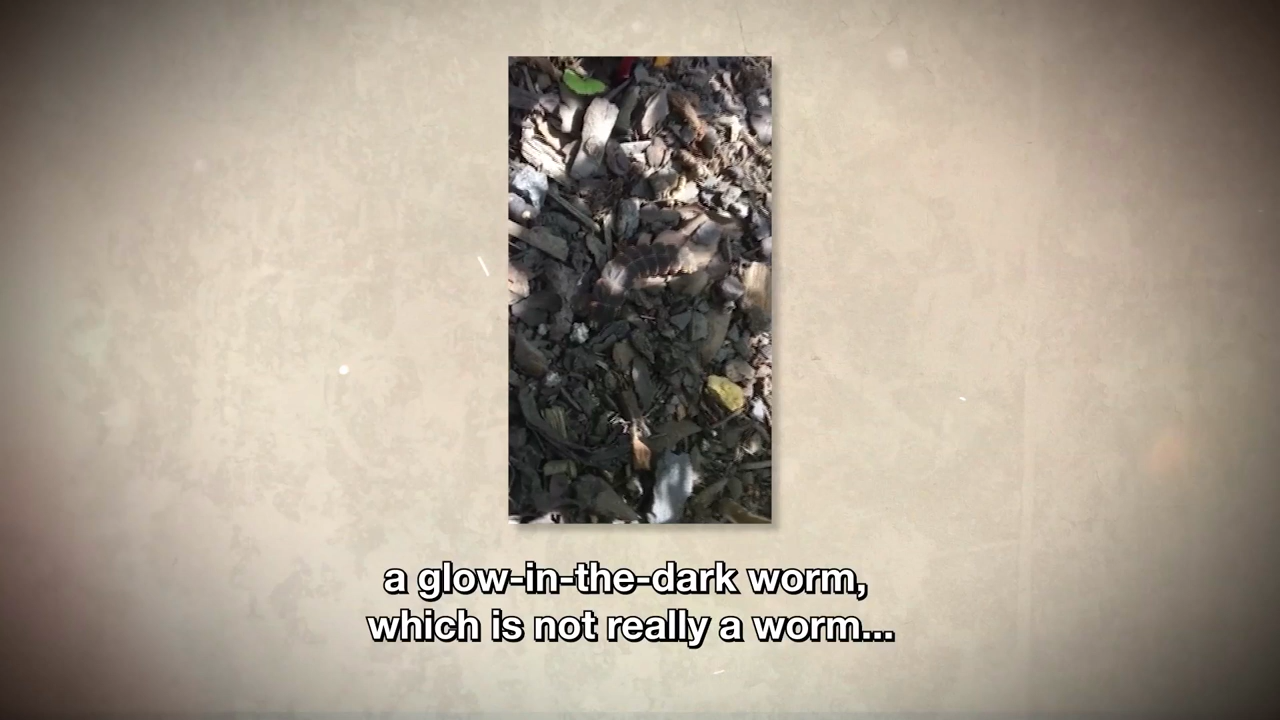 a glow-in-the-dark worm,
which is not really a worm...